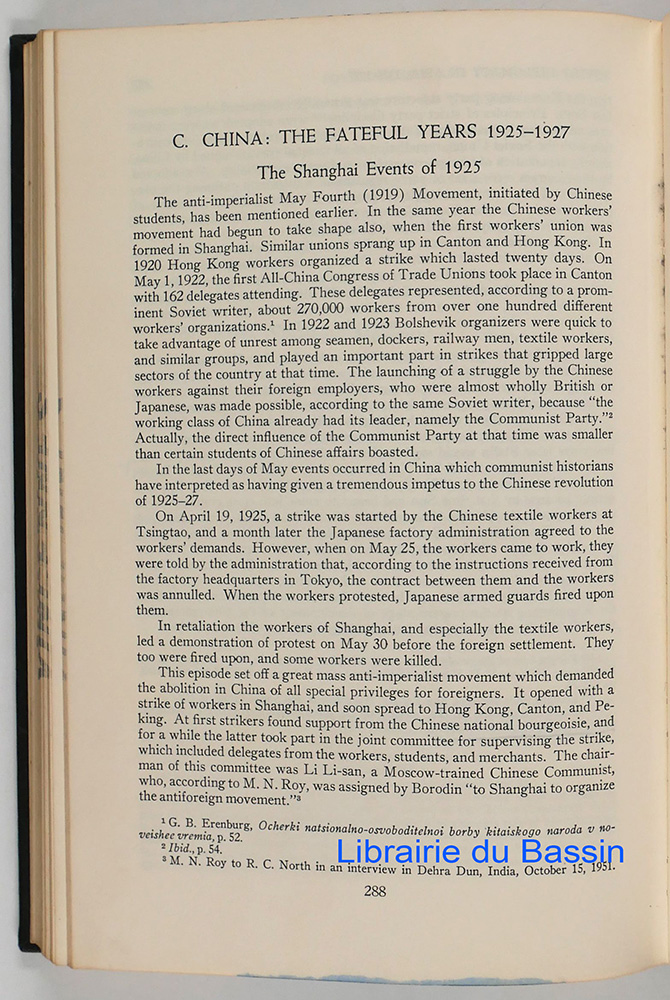 C. CHINA: THE FATEFUL YEARS 1925–1927
The Shanghai Events of 1925
The anti-imperialist May Fourth (1919) Movement, initiated by Chinese
students, has been mentioned earlier. In the same year the Chinese workers'
movement had begun to take shape also, when the first workers' union was
formed in Shanghai. Similar unions sprang up in Canton and Hong Kong. In
1920 Hong Kong workers organized a strike which lasted twenty days. On
May 1, 1922, the first All-China Congress of Trade Unions took place in Canton
with 162 delegates attending. These delegates represented, according to a prom-
inent Soviet writer, about 270,000 workers from over one hundred different
workers' organizations.¹ In 1922 and 1923 Bolshevik organizers were quick to
take advantage of unrest among seamen, dockers, railway men, textile workers,
and similar groups, and played an important part in strikes that gripped large
sectors of the country at that time. The launching of a struggle by the Chinese
workers against their foreign employers, who were almost wholly British or
Japanese, was made possible, according to the same Soviet writer, because "the
working class of China already had its leader, namely the Communist Party."²
Actually, the direct influence of the Communist Party at that time was smaller
than certain students of Chinese affairs boasted.
In the last days of May events occurred in China which communist historians
have interpreted as having given a tremendous impetus to the Chinese revolution
of 1925–27.
On April 19, 1925, a strike was started by the Chinese textile workers at
Tsingtao, and a month later the Japanese factory administration agreed to the
workers' demands. However, when on May 25, the workers came to work, they
were told by the administration that, according to the instructions received from
the factory headquarters in Tokyo, the contract between them and the workers
was annulled. When the workers protested, Japanese armed guards fired upon
them.
In retaliation the workers of Shanghai, and especially the textile workers,
led a demonstration of protest on May 30 before the foreign settlement. They
too were fired upon, and some workers were killed.
This episode set off a great mass anti-imperialist movement which demanded
the abolition in China of all special privileges for foreigners. It opened with a
strike of workers in Shanghai, and soon spread to Hong Kong, Canton, and Pe-
king. At first strikers found support from the Chinese national bourgeoisie, and
for a while the latter took part in the joint committee for supervising the strike,
which included delegates from the workers, students, and merchants. The chair-
man of this committee was Li Li-san, a Moscow-trained Chinese Communist,
who, according to M. N. Roy, was assigned by Borodin "to Shanghai to organize
the antiforeign movement."³
¹ G. B. Erenburg, Ocherki natsionalno-osvoboditelnoi borby kitaiskogo naroda v no-
veishee vremia, p. 52.
² Ibid., p. 54.
³ M. N. Roy to R. C. North in an interview in Dehra Dun, India, October 15, 1951.
Librairie du Bassin
288